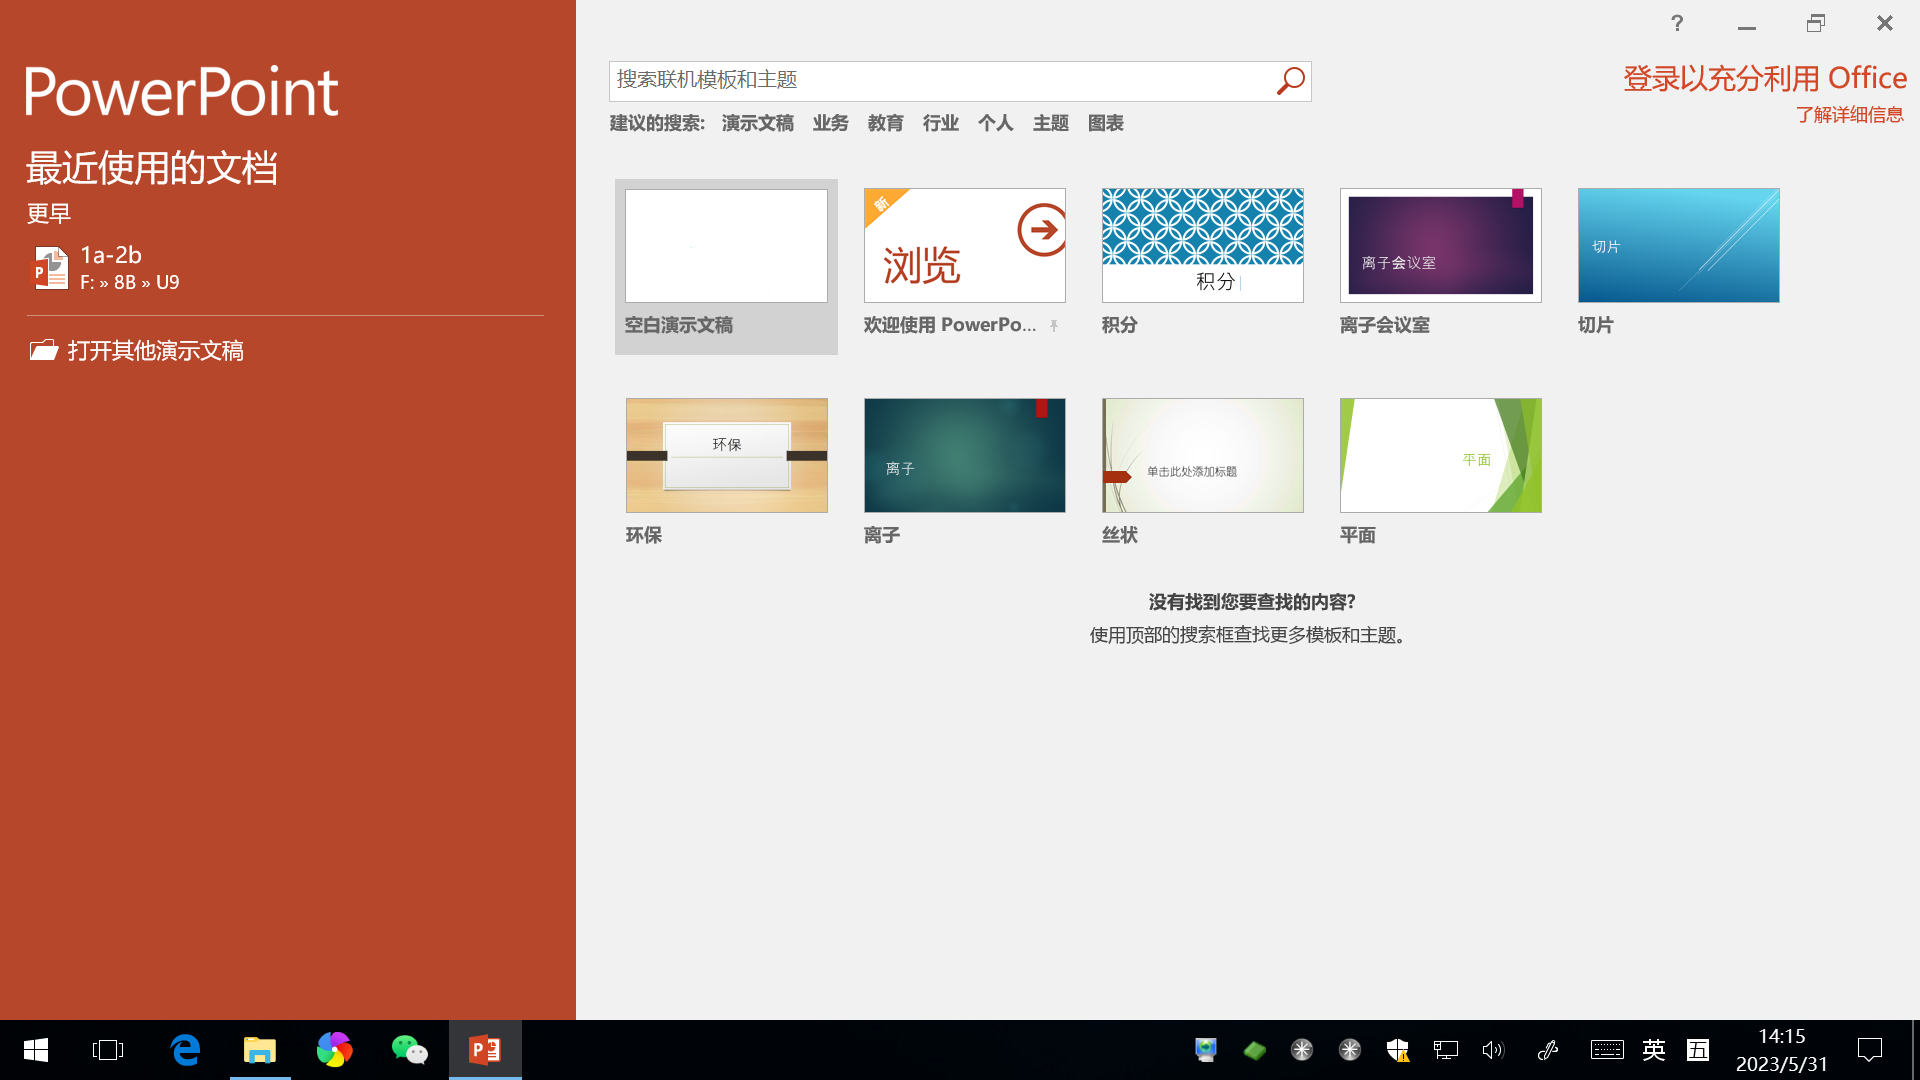 PowerPoint
最近使用的文档
更早
1a-2b
F: » 8B » U9
打开其他演示文稿
?
搜索联机模板和主题
登录以充分利用 Office
了解详细信息
建议的搜索: 演示文稿 业务 教育 行业 个人 主题 图表
新
浏览
积分
离子会议室
切片
空白演示文稿
欢迎使用 PowerPo...
积分
离子会议室
切片
环保
离子
单击此处添加标题
平面
环保
离子
丝状
平面
没有找到您要查找的内容?
使用顶部的搜索框查找更多模板和主题。
英
五
14:15
2023/5/31